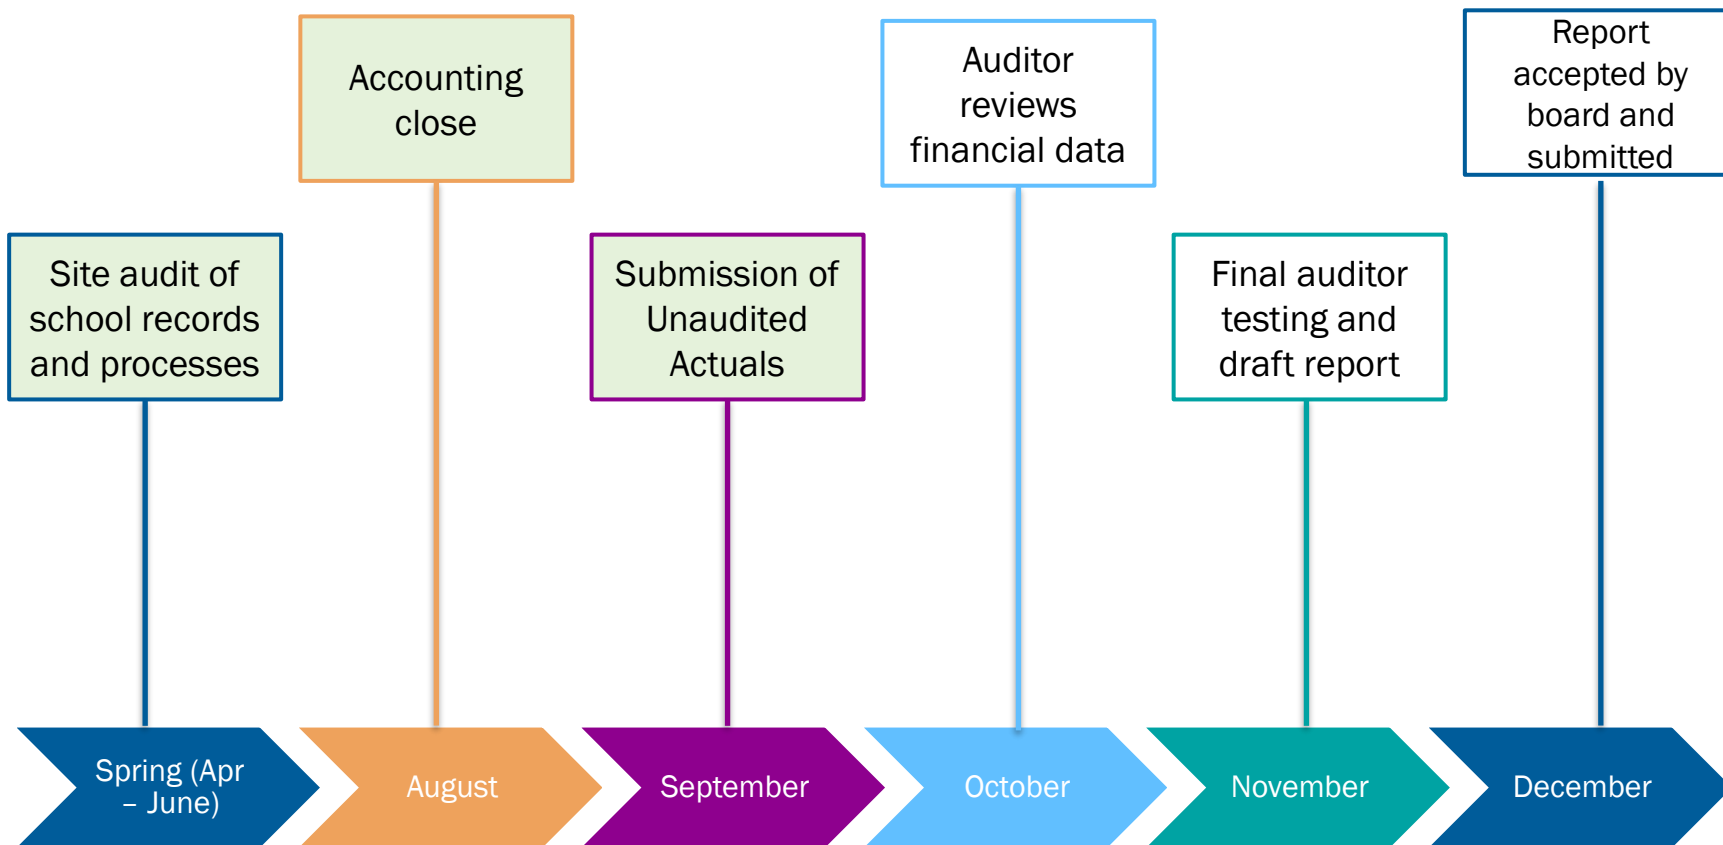 Site audit of
school records
and processes
Accounting
close
Submission of
Unaudited
Actuals
Auditor
reviews
financial data
Final auditor
testing and
draft report
Report
accepted by
board and
submitted
Spring (Apr
– June)
August
September
October
November
December